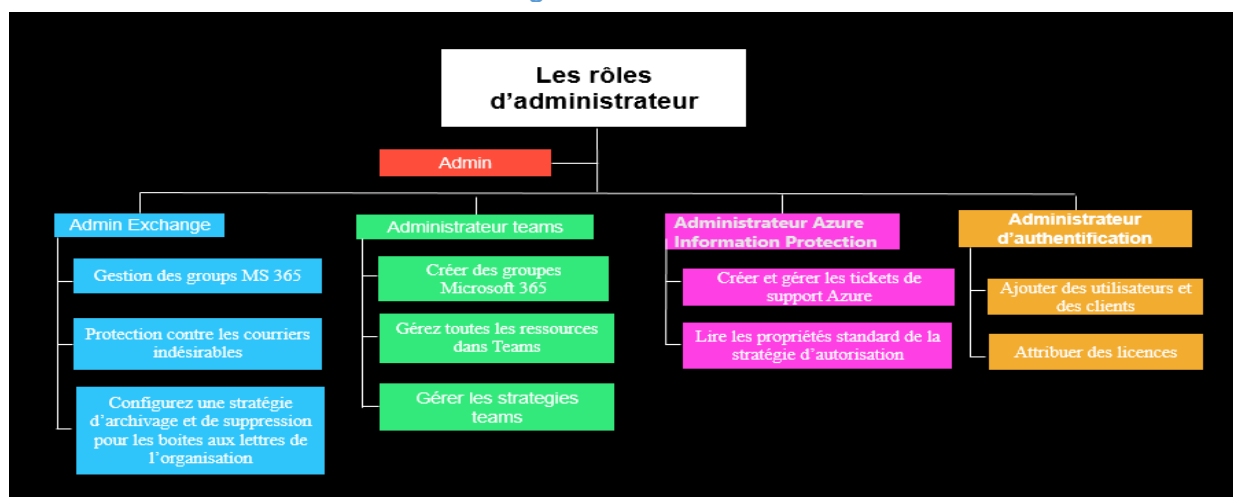 Les rôles
d'administrateur
Admin
Admin Exchange
Gestion des groups MS 365
Protection contre les courriers
indésirables
Configurez une stratégie
d'archivage et de suppression
pour les boites aux lettres de
l'organisation
Administrateur teams
Créer des groupes
Microsoft 365
Gérez toutes les ressources
dans Teams
Gérer les strategies
teams
Administrateur Azure
Information Protection
Créer et gérer les tickets de
support Azure
Lire les propriétés standard de la
stratégie d'autorisation
Administrateur
d'authentification
Ajouter des utilisateurs et
des clients
Attribuer des licences